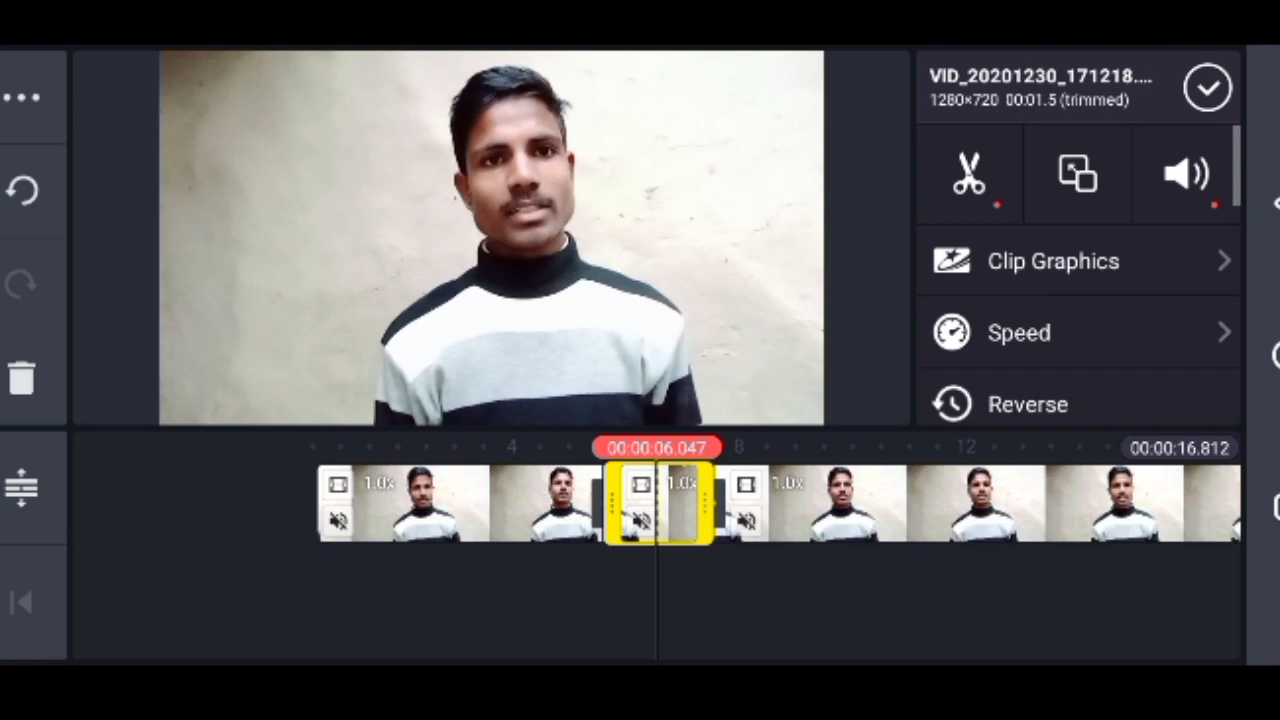 VID_20201230_171218....
1280×720 00:01.5 (trimmed)
Clip Graphics
Speed
Reverse
4
00:00:06.047
8
12
00:00:16.812
1.0x
1.0x
1.0x